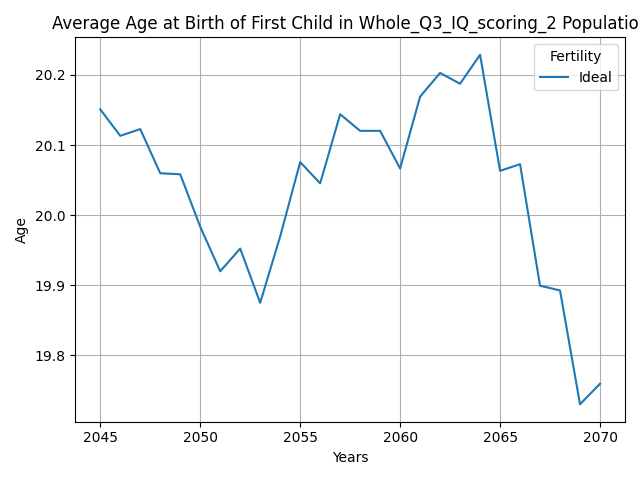 Average Age at Birth of First Child in Whole_Q3_IQ_scoring_2 Populatio
Fertility
Ideal
20.2
20.1
20.0
19.9
19.8
Age
2045 2050 2055 2060 2065 2070
Years